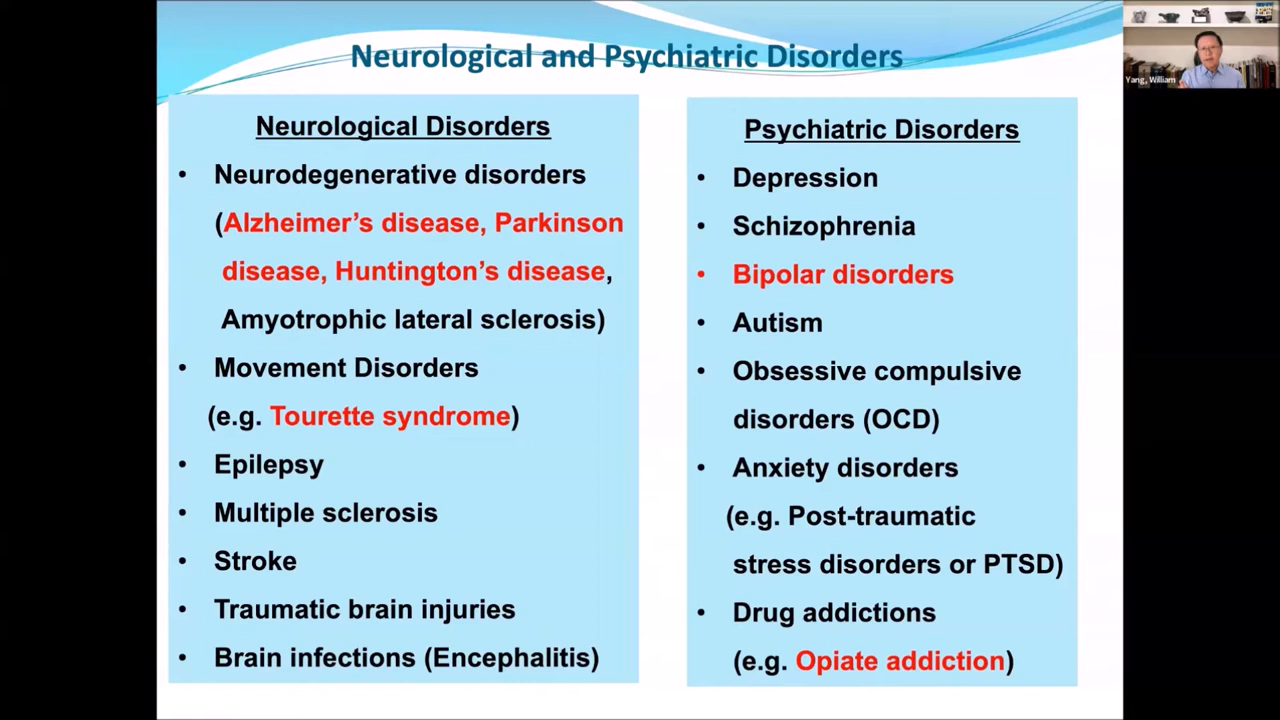 Neurological and Psychiatric Disorders
Neurological Disorders
• Neurodegenerative disorders
(Alzheimer’s disease, Parkinson
disease, Huntington’s disease,
Amyotrophic lateral sclerosis)
• Movement Disorders
(e.g. Tourette syndrome)
• Epilepsy
• Multiple sclerosis
• Stroke
• Traumatic brain injuries
• Brain infections (Encephalitis)
Psychiatric Disorders
• Depression
• Schizophrenia
• Bipolar disorders
• Autism
• Obsessive compulsive
disorders (OCD)
• Anxiety disorders
(e.g. Post-traumatic
stress disorders or PTSD)
• Drug addictions
(e.g. Opiate addiction)
Yang, William